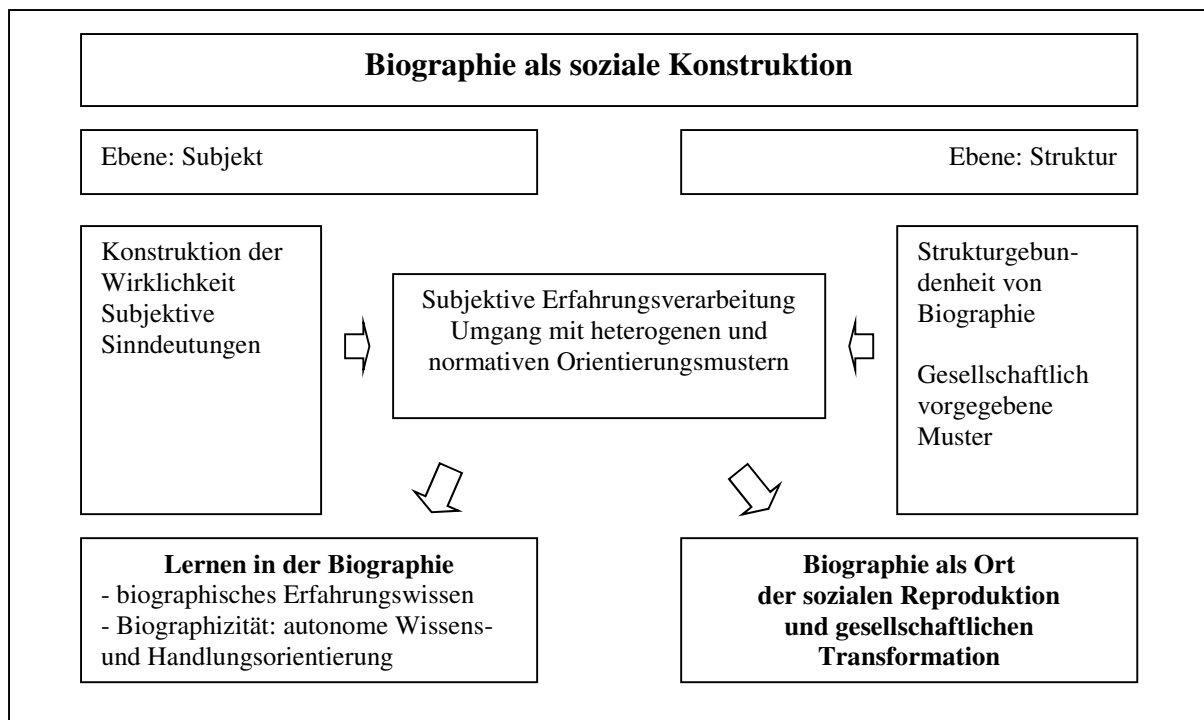 Biographie als soziale Konstruktion
Ebene: Subjekt
Ebene: Struktur
Konstruktion der
Wirklichkeit
Subjektive
Sinndeutungen
Subjektive Erfahrungsverarbeitung
Umgang mit heterogenen und
normativen Orientierungsmustern
Strukturgebun-
denheit von
Biographie
Gesellschaftlich
vorgegebene
Muster
Lernen in der Biographie
- biographisches Erfahrungswissen
- Biographizität: autonome Wissens-
und Handlungsorientierung
Biographie als Ort
der sozialen Reproduktion
und gesellschaftlichen
Transformation